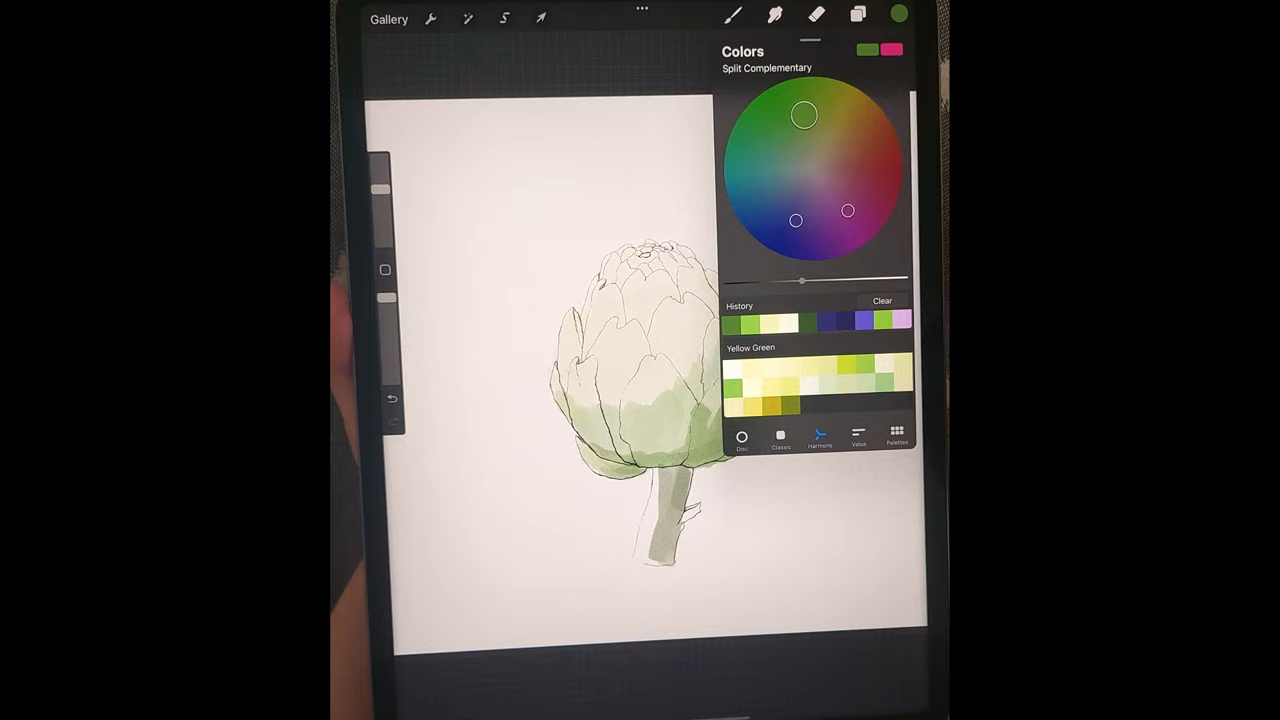 Gallery
Colors
Split Complementary
History
Clear
Yellow Green
Disc
Classic
Harmony
Value
Palettes